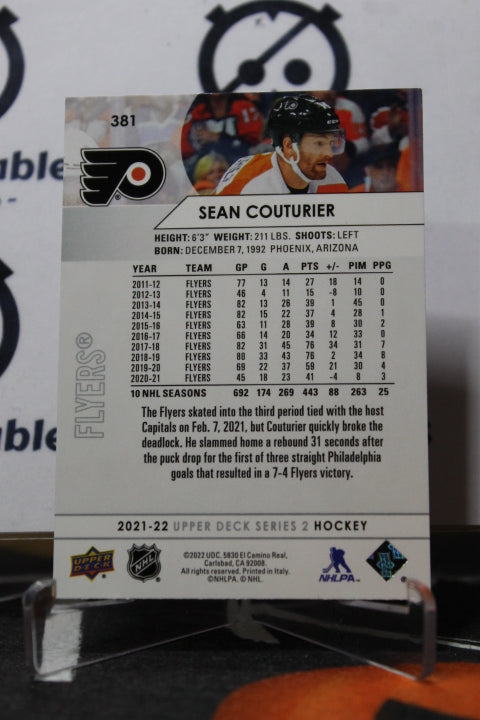 381
SEAN COUTURIER
HEIGHT: 6'3" WEIGHT: 211 LBS. SHOOTS: LEFT
BORN: DECEMBER 7, 1992 PHOENIX, ARIZONA
YEAR TEAM GP G A PTS +/- PIM PPG
2011-12 FLYERS 77 13 14 27 18 14 0
2012-13 FLYERS 46 4 11 15 -8 10 0
2013-14 FLYERS 82 13 26 39 1 45 0
2014-15 FLYERS 82 15 22 37 4 28 1
2015-16 FLYERS 63 11 28 39 8 30 2
2016-17 FLYERS 66 14 20 34 12 33 0
2017-18 FLYERS 82 31 45 76 34 31 7
2018-19 FLYERS 80 33 43 76 2 34 8
2019-20 FLYERS 69 22 37 59 21 30 4
2020-21 FLYERS 45 18 23 41 -4 8 3
10 NHL SEASONS 692 174 269 443 88 263 25
FLYERS®
The Flyers skated into the third period tied with the host
Capitals on Feb. 7, 2021, but Couturier quickly broke the
deadlock. He slammed home a rebound 31 seconds after
the puck drop for the first of three straight Philadelphia
goals that resulted in a 7-4 Flyers victory.
2021-22 UPPER DECK SERIES 2 HOCKEY
UPPER DECK
NHL
©2022 UDC. 5830 El Camino Real,
Carlsbad, CA 92008.
All rights reserved. Printed in Italy.
©NHLPA. © NHL.
NHLPA
able
able
able